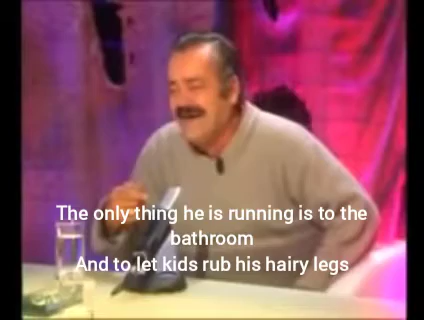 The only thing he is running is to the
bathroom
And to let kids rub his hairy legs